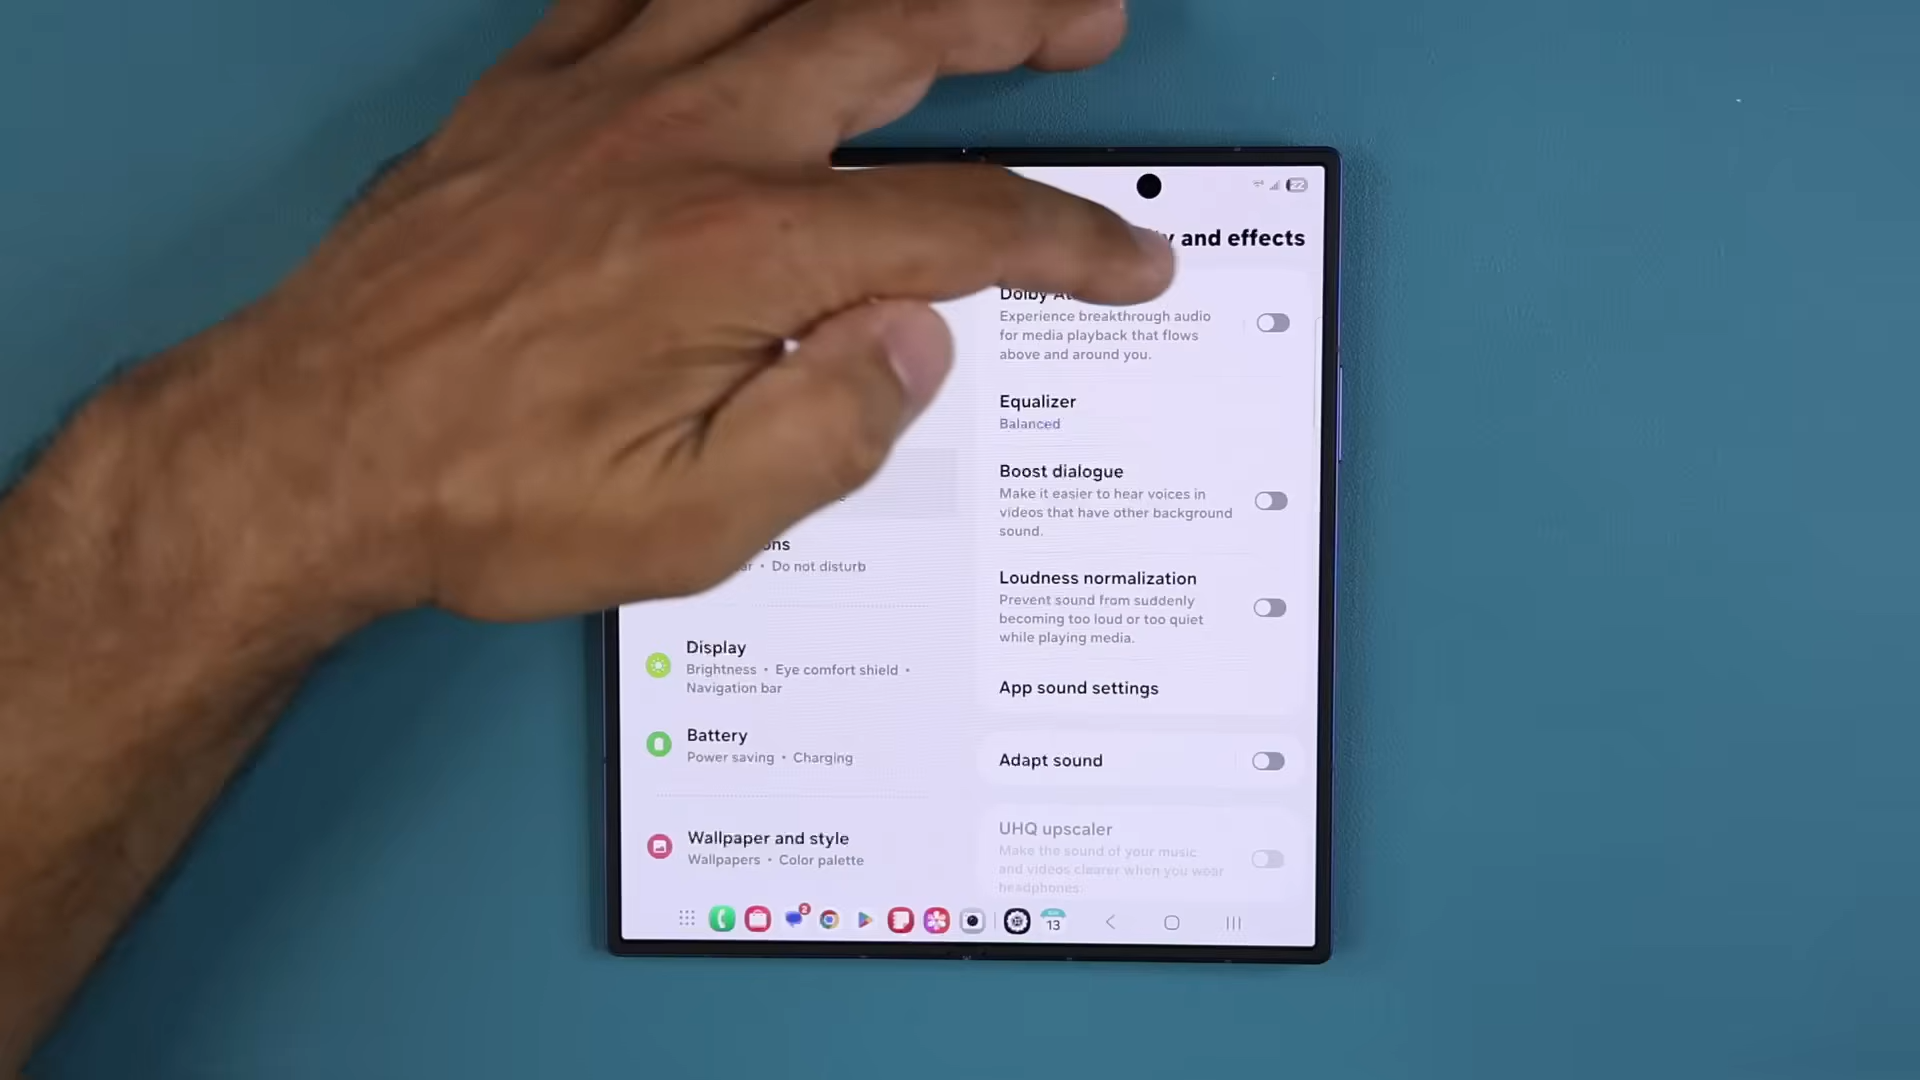 and effects
Dolby
Experience breakthrough audio
for media playback that flows
above and around you.
Equalizer
Balanced
Boost dialogue
Make it easier to hear voices in
videos that have other background
sound.
Loudness normalization
Prevent sound from suddenly
becoming too loud or too quiet
while playing media.
App sound settings
Adapt sound
UHQ upscaler
Make the sound of your music
and videos clearer when you wear
headphones.
Do not disturb
Display
Brightness • Eye comfort shield •
Navigation bar
Battery
Power saving • Charging
Wallpaper and style
Wallpapers • Color palette
2
13